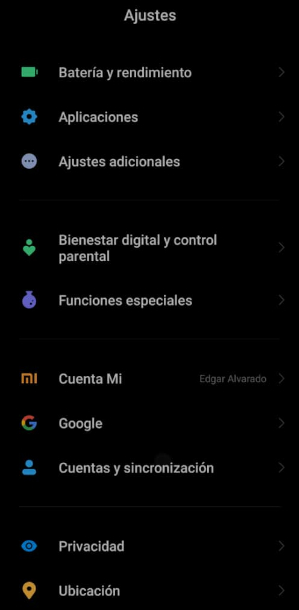 Ajustes
Batería y rendimiento
Aplicaciones
Ajustes adicionales
Bienestar digital y control
parental
Funciones especiales
Cuenta Mi Edgar Alvarado
Google
Cuentas y sincronización
Privacidad
Ubicación